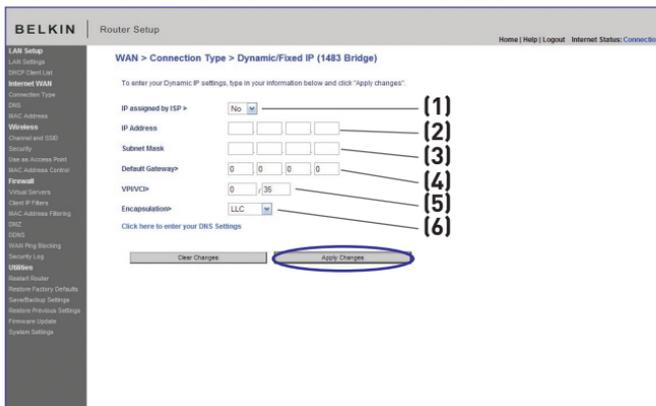 BELKIN Router Setup
Home | Help | Logout Internet Status: Connectio
LAN Setup
LAN Settings
DHCP Client List
Internet WAN
Connection Type
DNS
MAC Address
Wireless
Channel and SSID
Security
Use as Access Point
MAC Address Control
Firewall
Virtual Servers
Client IP Filters
MAC Address Filtering
DMZ
DDNS
WAN Ping Blocking
Security Log
Utilities
Restart Router
Restore Factory Defaults
Save/Backup Settings
Restore Previous Settings
Firmware Update
System Settings
WAN > Connection Type > Dynamic/Fixed IP (1483 Bridge)
To enter your Dynamic IP settings, type in your information below and click "Apply changes".
IP assigned by ISP > No (1)
IP Address . . . (2)
Subnet Mask . . . (3)
Default Gateway> 0 . 0 . 0 . 0 (4)
VPI/VCI> 0 / 35 (5)
Encapsulation> LLC (6)
Click here to enter your DNS Settings
Clear Changes Apply Changes